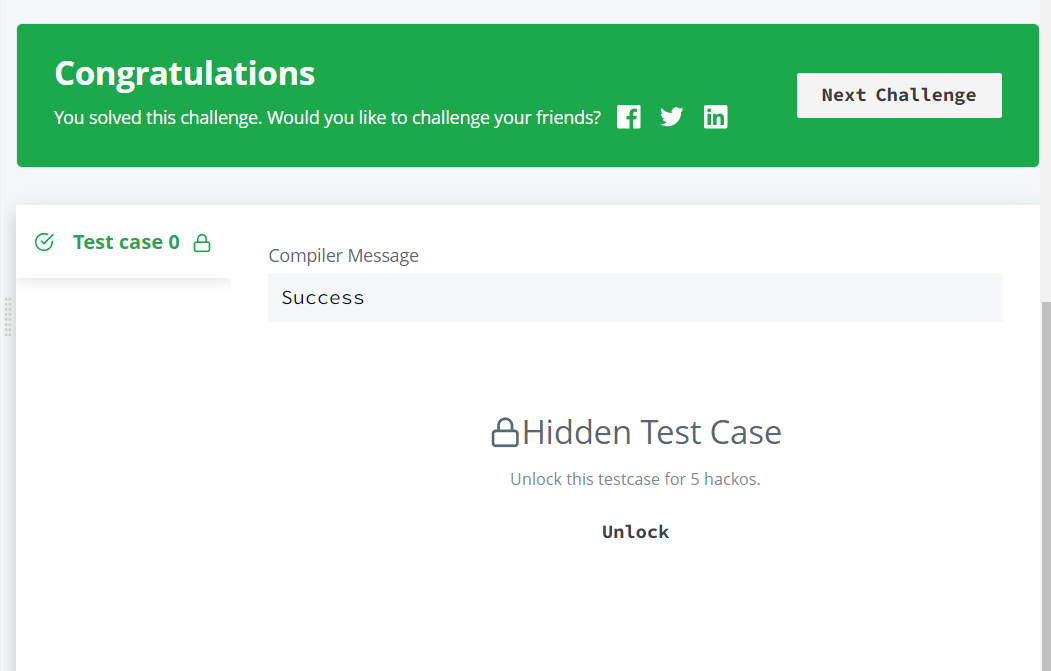 Congratulations
You solved this challenge. Would you like to challenge your friends?
Next Challenge
Test case 0
Compiler Message
Success
Hidden Test Case
Unlock this testcase for 5 hackos.
Unlock